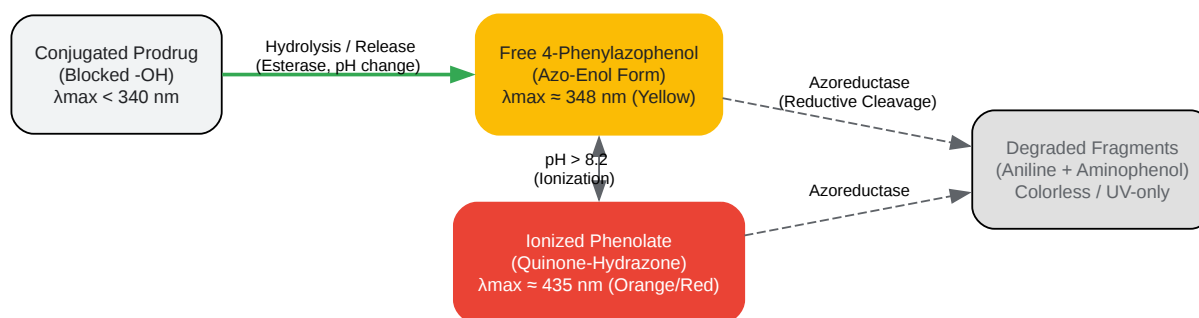 Conjugated Prodrug
(Blocked -OH)
λmax < 340 nm
Hydrolysis / Release
(Esterase, pH change)
Free 4-Phenylazophenol
(Azo-Enol Form)
λmax ≈ 348 nm (Yellow)
Azoreductase
(Reductive Cleavage)
pH > 8.2
(Ionization)
Degraded Fragments
(Aniline + Aminophenol)
Colorless / UV-only
Azoreductase
Ionized Phenolate
(Quinone-Hydrazone)
λmax ≈ 435 nm (Orange/Red)